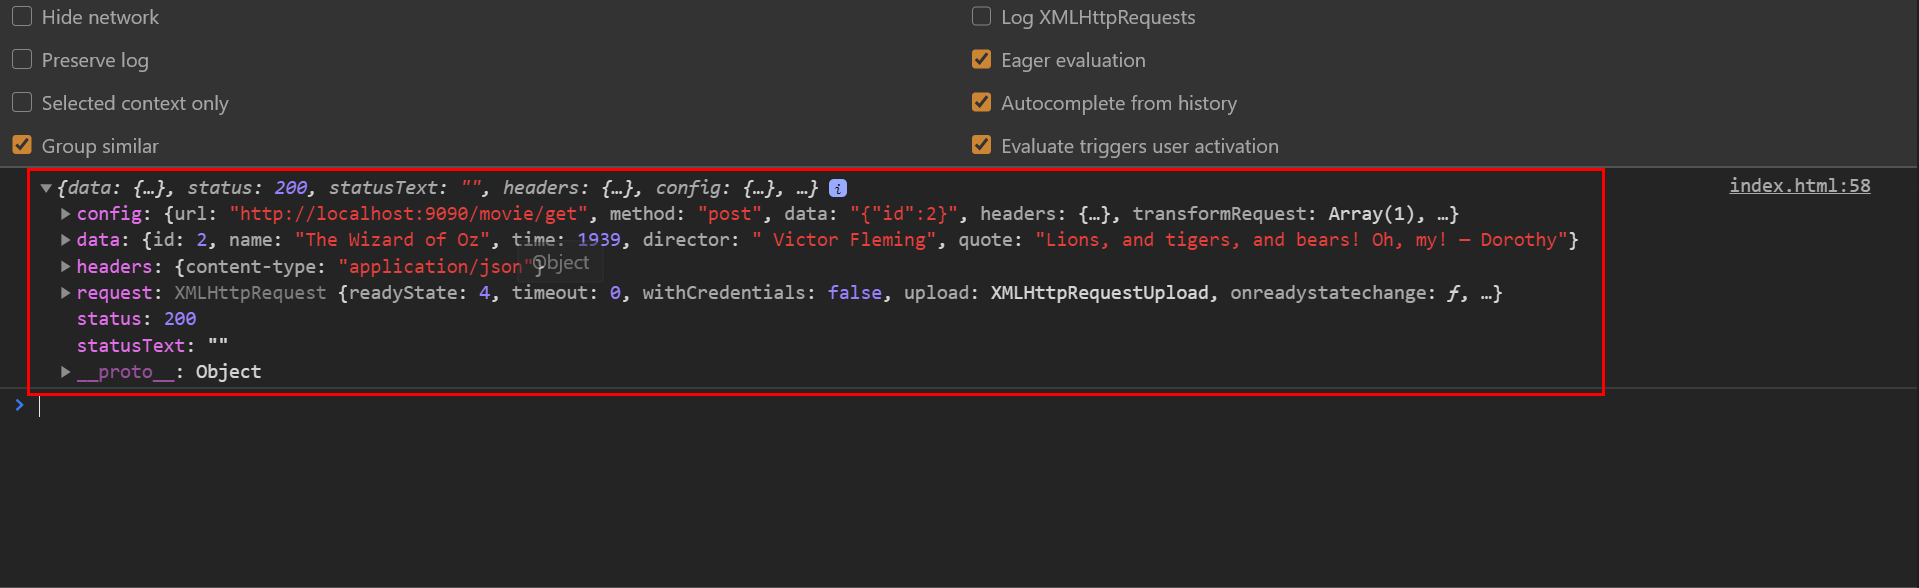 Hide network
Log XMLHttpRequests
Preserve log
Eager evaluation
Selected context only
Autocomplete from history
Group similar
Evaluate triggers user activation
{data: {…}, status: 200, statusText: "", headers: {…}, config: {…}, …} i
index.html:58
config: {url: "http://localhost:9090/movie/get", method: "post", data: "{"id":2}", headers: {…}, transformRequest: Array(1), …}
data: {id: 2, name: "The Wizard of Oz", time: 1939, director: " Victor Fleming", quote: "Lions, and tigers, and bears! Oh, my! — Dorothy"}
headers: {content-type: "application/json"}
Object
request: XMLHttpRequest {readyState: 4, timeout: 0, withCredentials: false, upload: XMLHttpRequestUpload, onreadystatechange: ƒ, …}
status: 200
statusText: ""
__proto__: Object